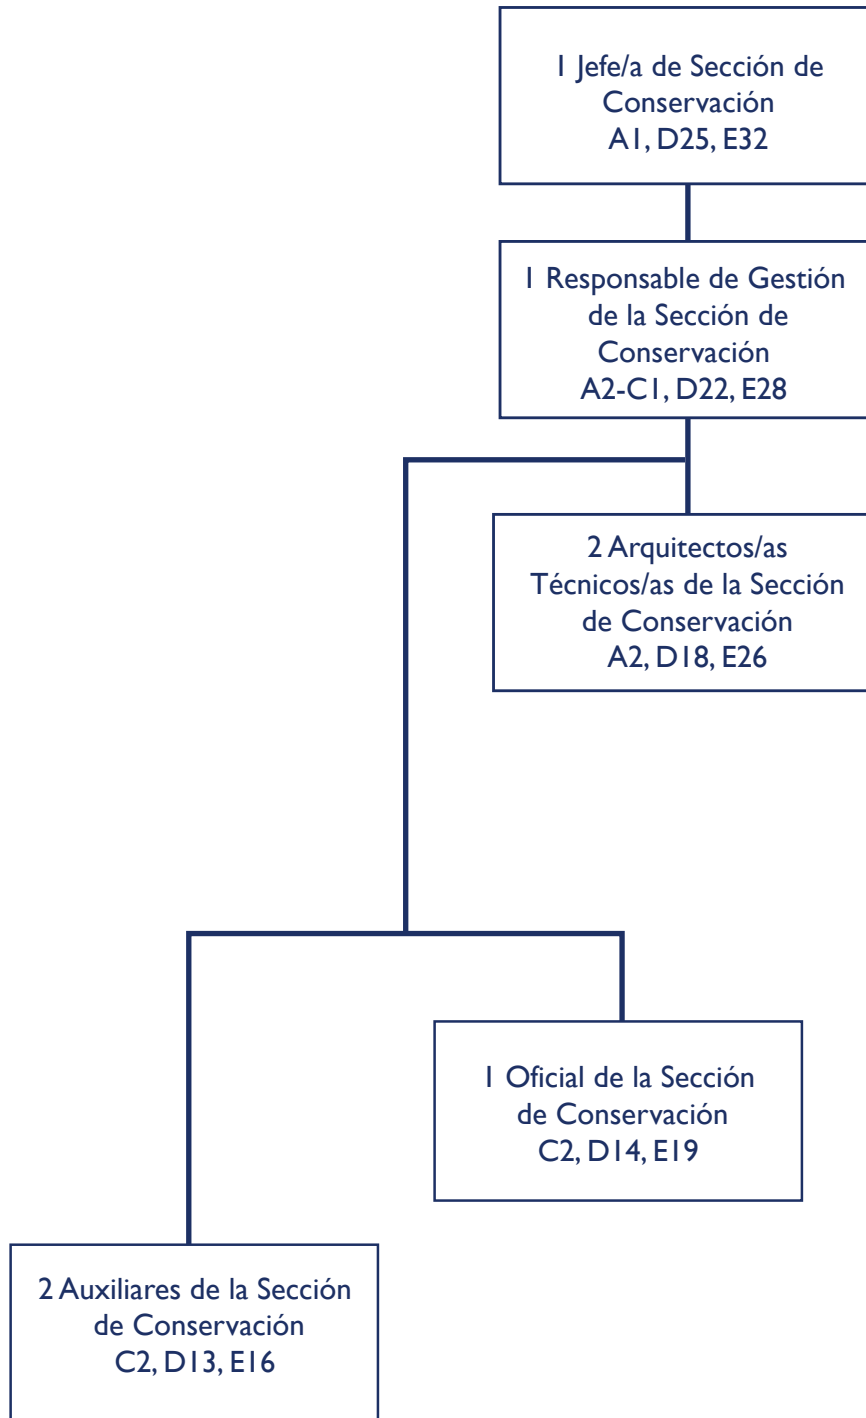 1 Jefe/a de Sección de
Conservación
A1, D25, E32
1 Responsable de Gestión
de la Sección de
Conservación
A2-C1, D22, E28
2 Arquitectos/as
Técnicos/as de la Sección
de Conservación
A2, D18, E26
1 Oficial de la Sección
de Conservación
C2, D14, E19
2 Auxiliares de la Sección
de Conservación
C2, D13, E16